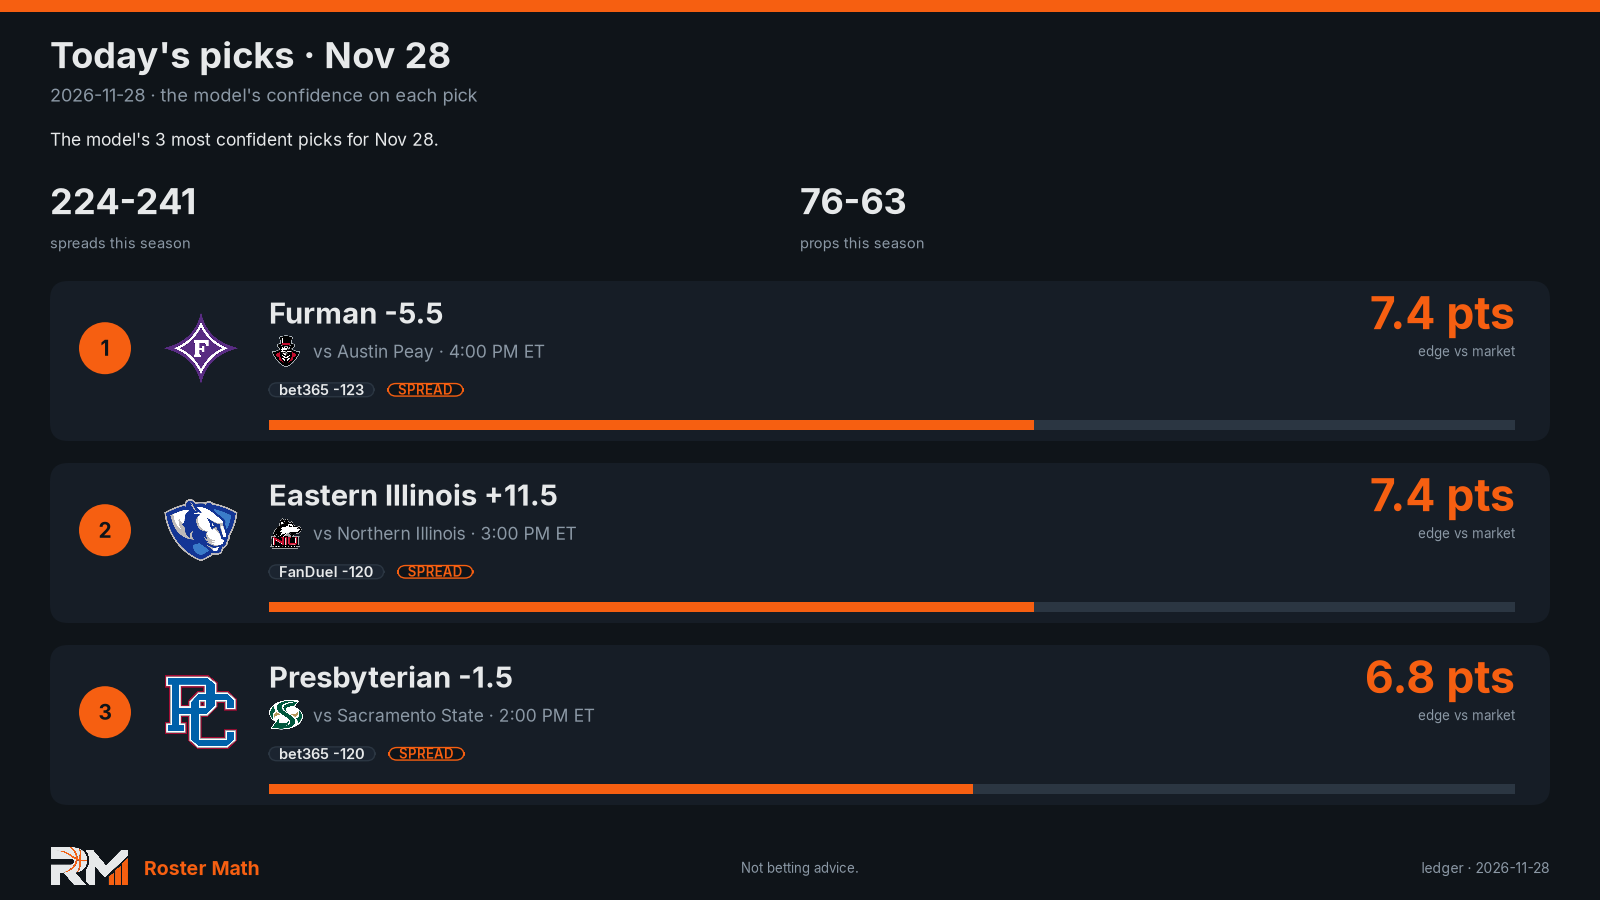 Today's picks · Nov 28
2026-11-28 · the model's confidence on each pick
The model's 3 most confident picks for Nov 28.
224-241
spreads this season
76-63
props this season
1
F
Furman -5.5
vs Austin Peay · 4:00 PM ET
bet365 -123
SPREAD
7.4 pts
edge vs market
2
Eastern Illinois +11.5
NIU
vs Northern Illinois · 3:00 PM ET
FanDuel -120
SPREAD
7.4 pts
edge vs market
3
PC
Presbyterian -1.5
S
vs Sacramento State · 2:00 PM ET
bet365 -120
SPREAD
6.8 pts
edge vs market
RM
Roster Math
Not betting advice.
ledger · 2026-11-28